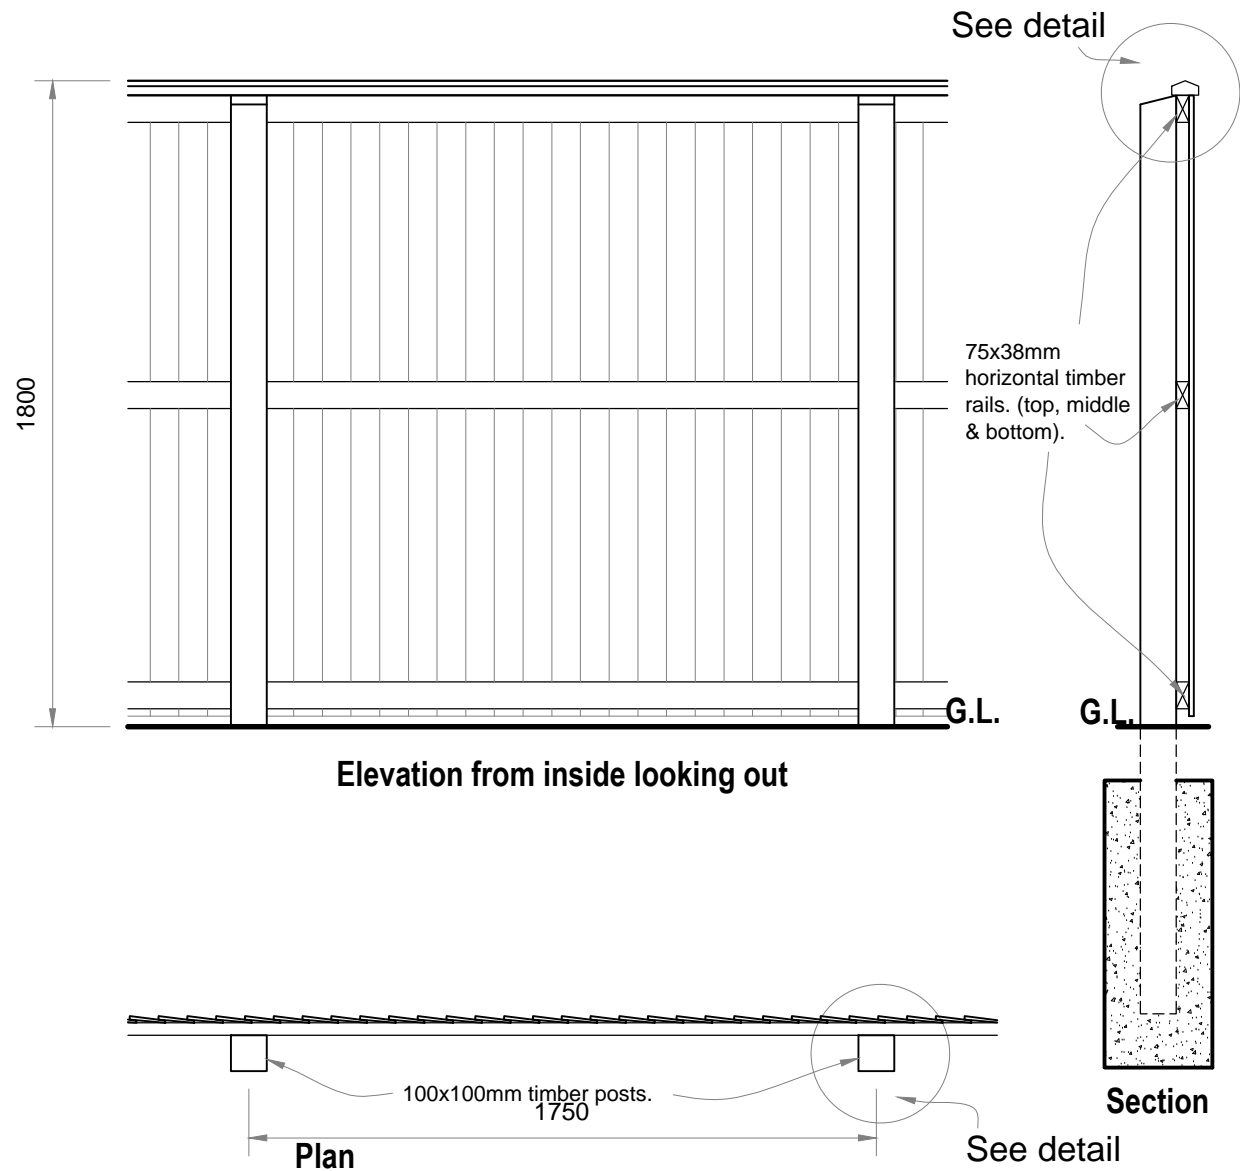 See detail
1800
75x38mm
horizontal timber
rails. (top, middle
& bottom).
G.L.
G.L.
Elevation from inside looking out
100x100mm timber posts.
1750
Section
Plan
See detail